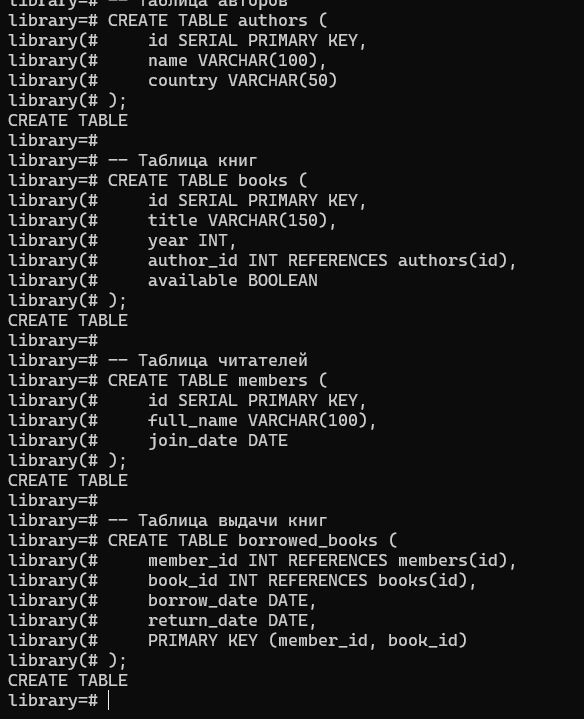 library=# -- Таблица авторов
library=# CREATE TABLE authors (
library(#     id SERIAL PRIMARY KEY,
library(#     name VARCHAR(100),
library(#     country VARCHAR(50)
library(# );
CREATE TABLE
library=#
library=# -- Таблица книг
library=# CREATE TABLE books (
library(#     id SERIAL PRIMARY KEY,
library(#     title VARCHAR(150),
library(#     year INT,
library(#     author_id INT REFERENCES authors(id),
library(#     available BOOLEAN
library(# );
CREATE TABLE
library=#
library=# -- Таблица читателей
library=# CREATE TABLE members (
library(#     id SERIAL PRIMARY KEY,
library(#     full_name VARCHAR(100),
library(#     join_date DATE
library(# );
CREATE TABLE
library=#
library=# -- Таблица выдачи книг
library=# CREATE TABLE borrowed_books (
library(#     member_id INT REFERENCES members(id),
library(#     book_id INT REFERENCES books(id),
library(#     borrow_date DATE,
library(#     return_date DATE,
library(#     PRIMARY KEY (member_id, book_id)
library(# );
CREATE TABLE
library=#